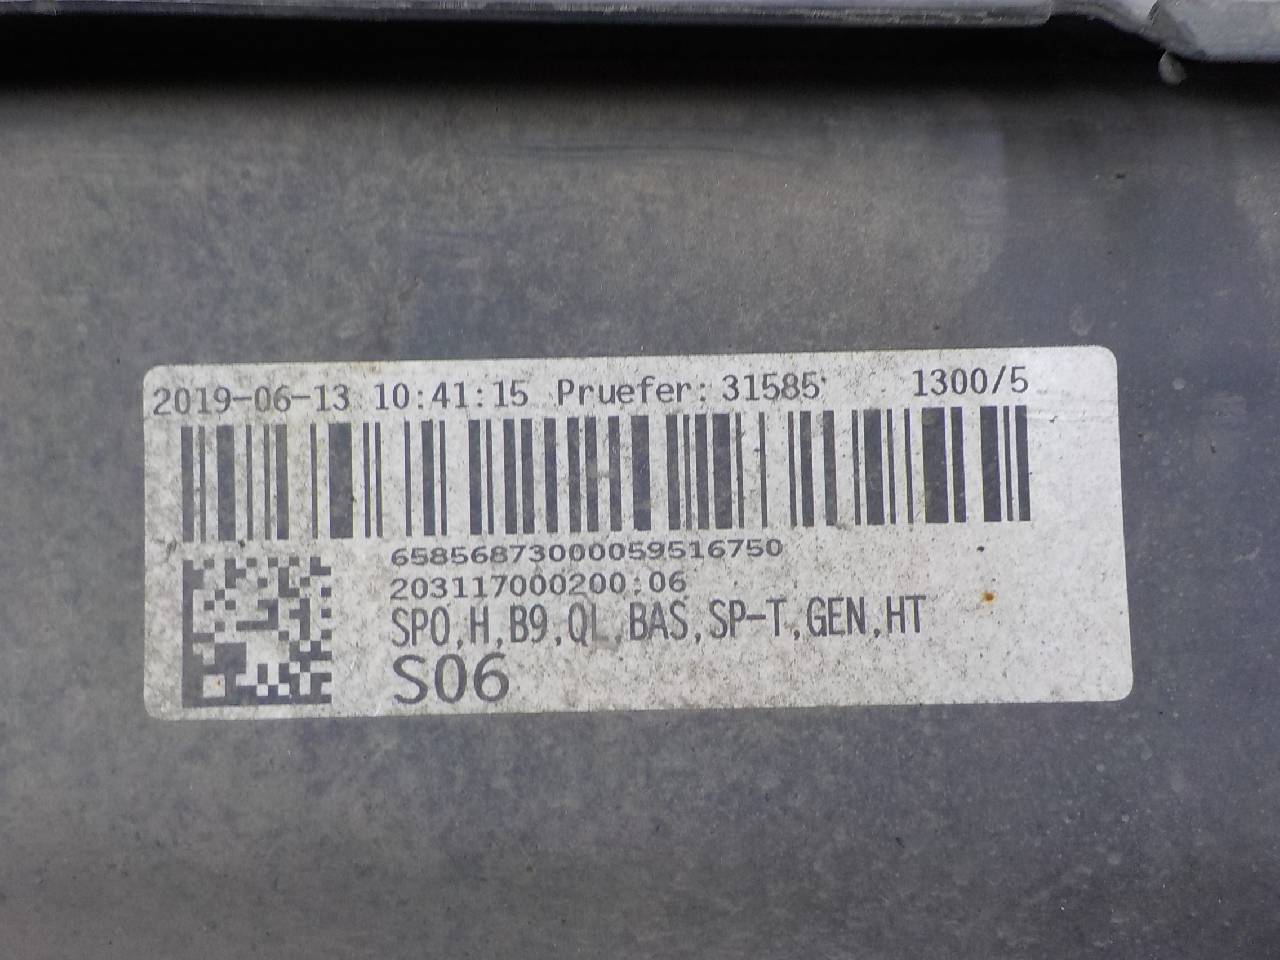 2019-06-13 10:41:15 Pruefer: 31585 1300/5
65856873000059516750
203117000200:06
SPO,H,B9,QL,BAS,SP-T,GEN,HT
S06